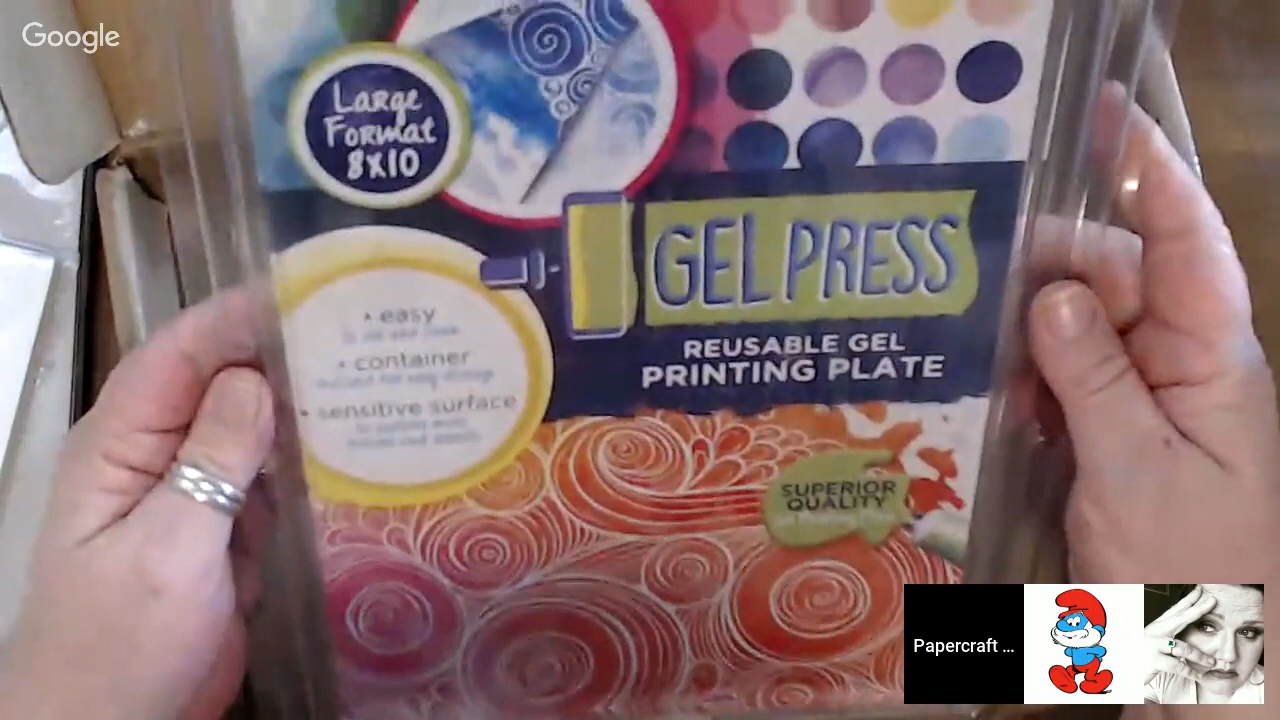 Google
Large
Format
8x10
GEL PRESS
REUSABLE GEL
PRINTING PLATE
• easy
• container
• sensitive surface
SUPERIOR
QUALITY
Papercraft ...